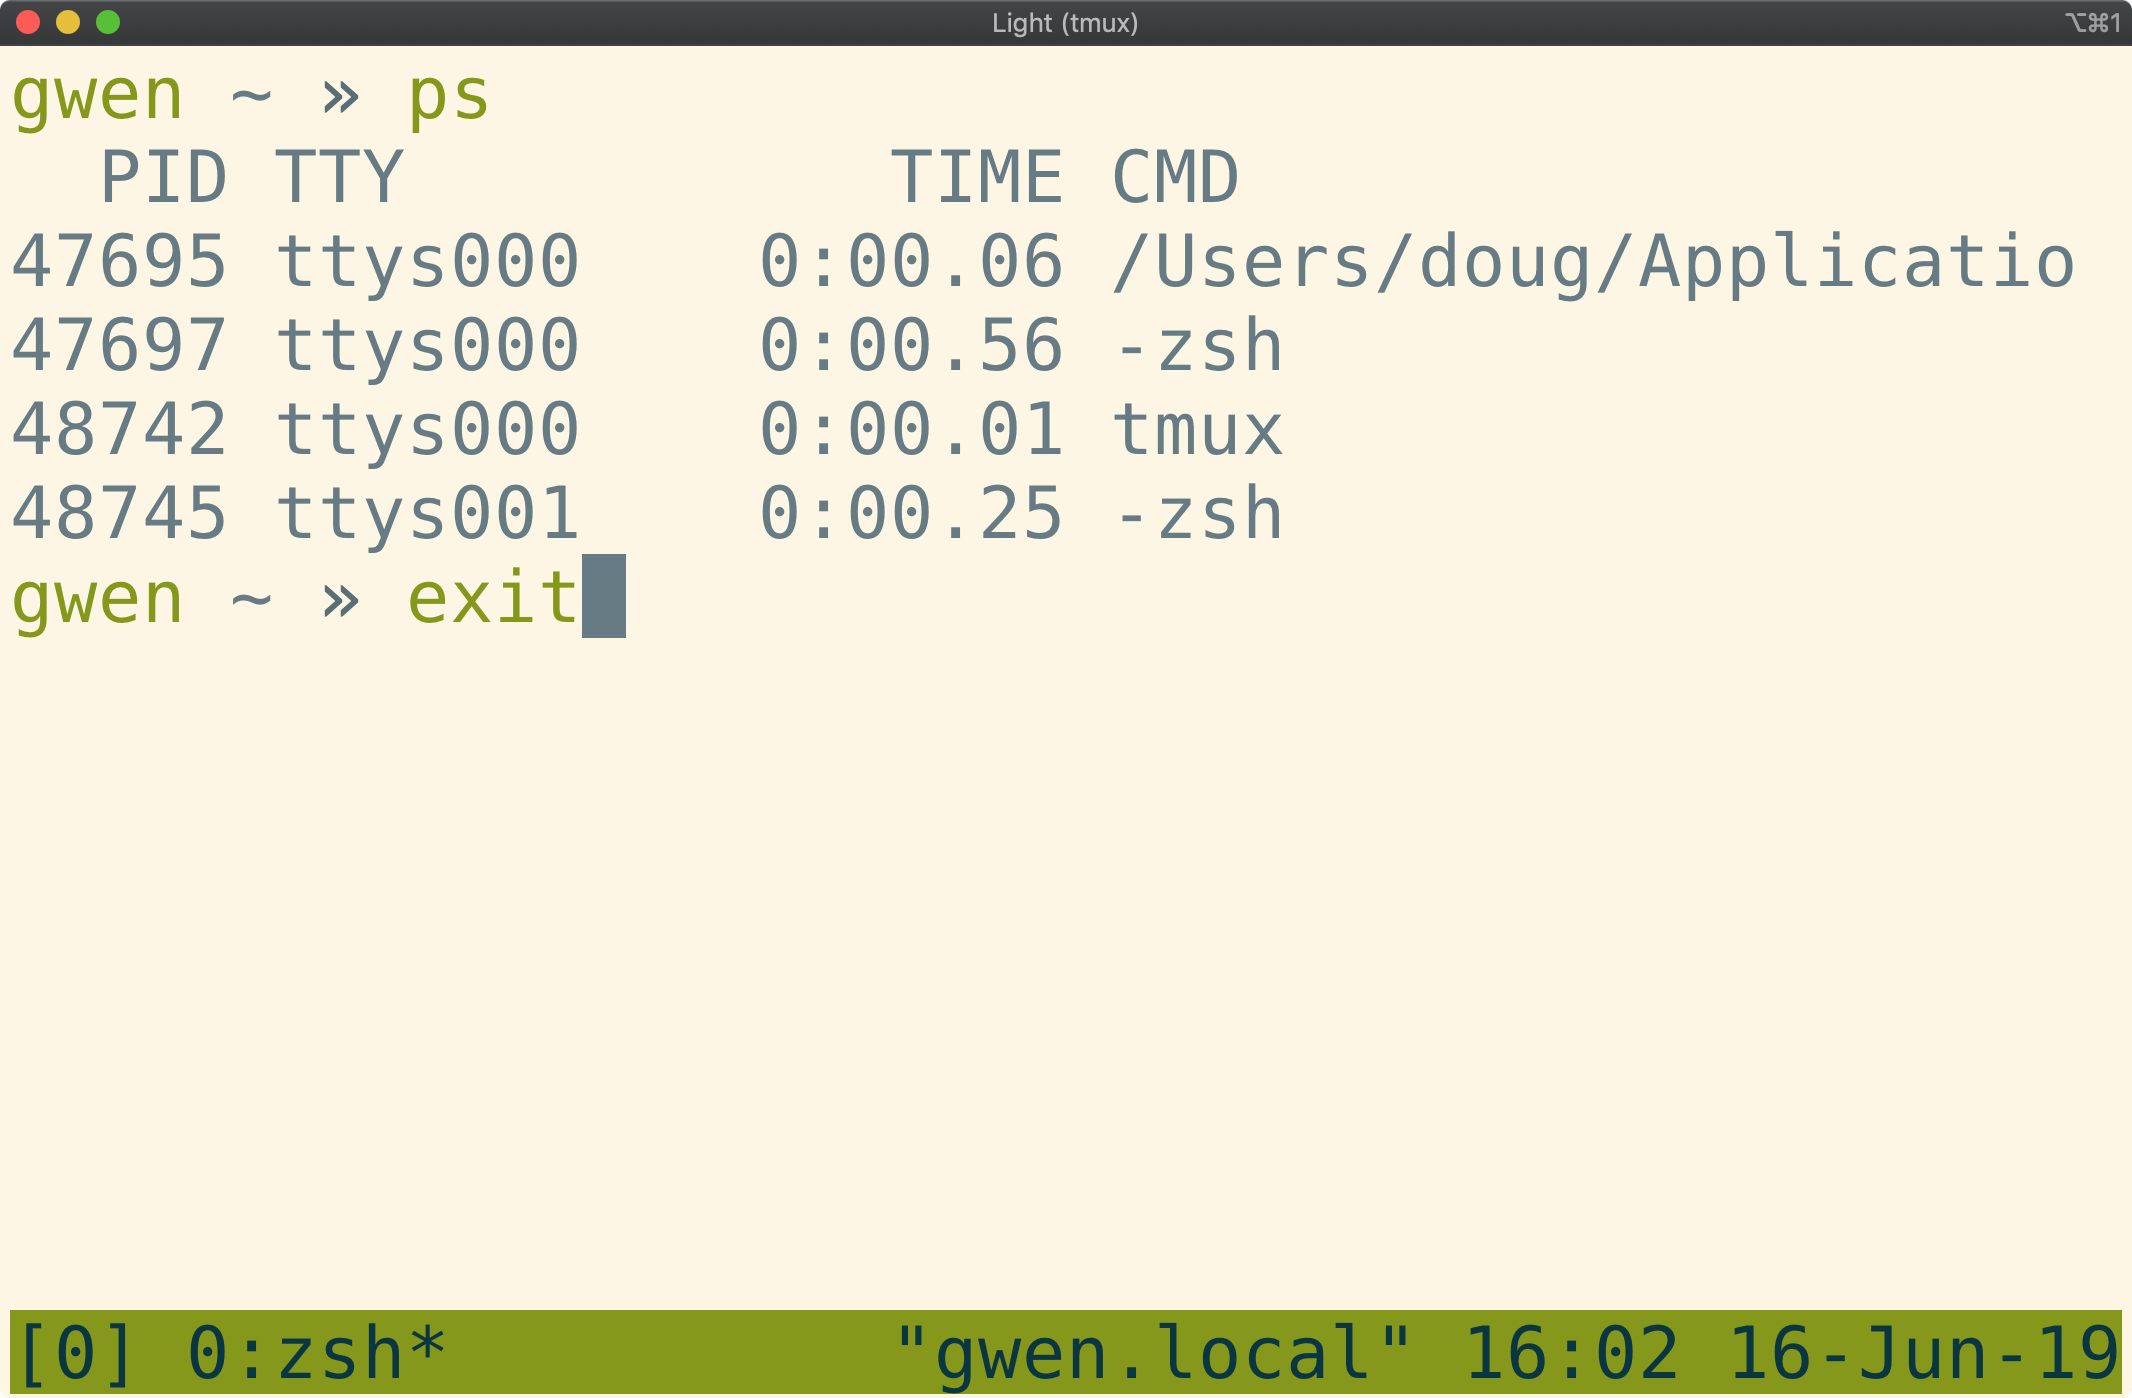 Light (tmux) ⌥⌘1
gwen ~ » ps
  PID TTY           TIME CMD
47695 ttys000    0:00.06 /Users/doug/Applicatio
47697 ttys000    0:00.56 -zsh
48742 ttys000    0:00.01 tmux
48745 ttys001    0:00.25 -zsh
gwen ~ » exit
[0] 0:zsh*          "gwen.local" 16:02 16-Jun-19